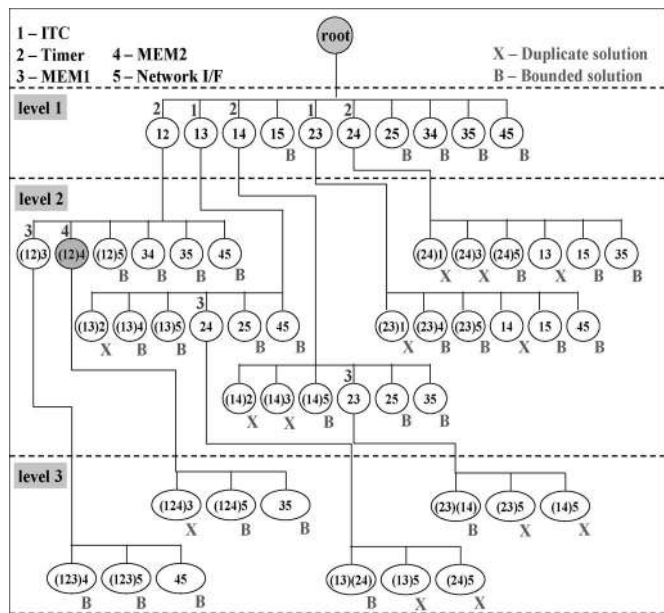 1 – ITC
2 – Timer
3 – MEM1
4 – MEM2
5 – Network I/F
root
X – Duplicate solution
B – Bounded solution
level 1
2 1 2 1 2
12 13 14 15 23 24 25 34 35 45
B B B B B
level 2
3 4
(12)3 (12)4 (12)5 34 35 45
B B B B
(24)1 (24)3 (24)5 13 15 35
X X B X B B
3
(13)2 (13)4 (13)5 24 25 45
X B B B B
(23)1 (23)4 (23)5 14 15 45
X B B X B B
3
(14)2 (14)3 (14)5 23 25 35
X X B B B
level 3
(124)3 (124)5 35
X B B
(23)(14) (23)5 (14)5
B X X
(123)4 (123)5 45
B B B
(13)(24) (13)5 (24)5
B X X